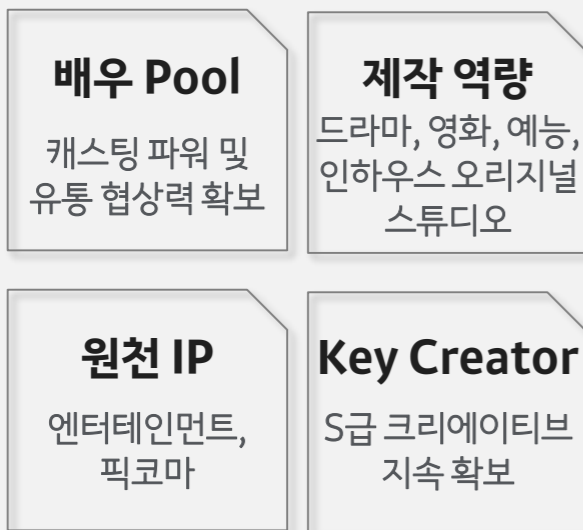 배우 Pool
캐스팅 파워 및
유통 협상력 확보
제작 역량
드라마, 영화, 예능,
인하우스 오리지널
스튜디오
원천 IP
엔터테인먼트,
픽코마
Key Creator
S급 크리에이티브
지속 확보